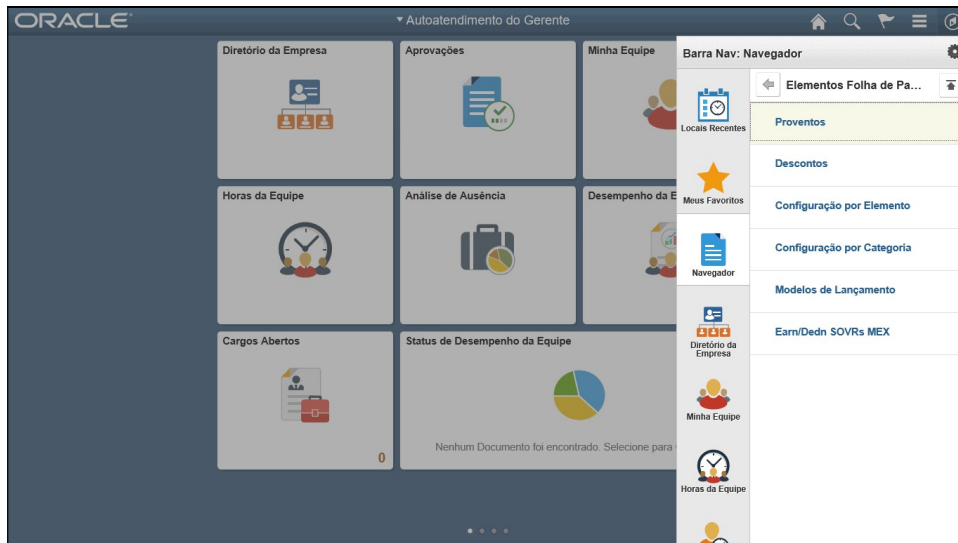 ORACLE
Autoatendimento do Gerente
Diretório da Empresa
Aprovações
Minha Equipe
Horas da Equipe
Análise de Ausência
Desempenho da E
Cargos Abertos
0
Status de Desempenho da Equipe
Nenhum Documento foi encontrado. Selecione para
Barra Nav: Navegador
Locais Recentes
Meus Favoritos
Navegador
Diretório da
Empresa
Minha Equipe
Horas da Equipe
Elementos Folha de Pa...
Proventos
Descontos
Configuração por Elemento
Configuração por Categoria
Modelos de Lançamento
Earn/Dedn SOVRs MEX